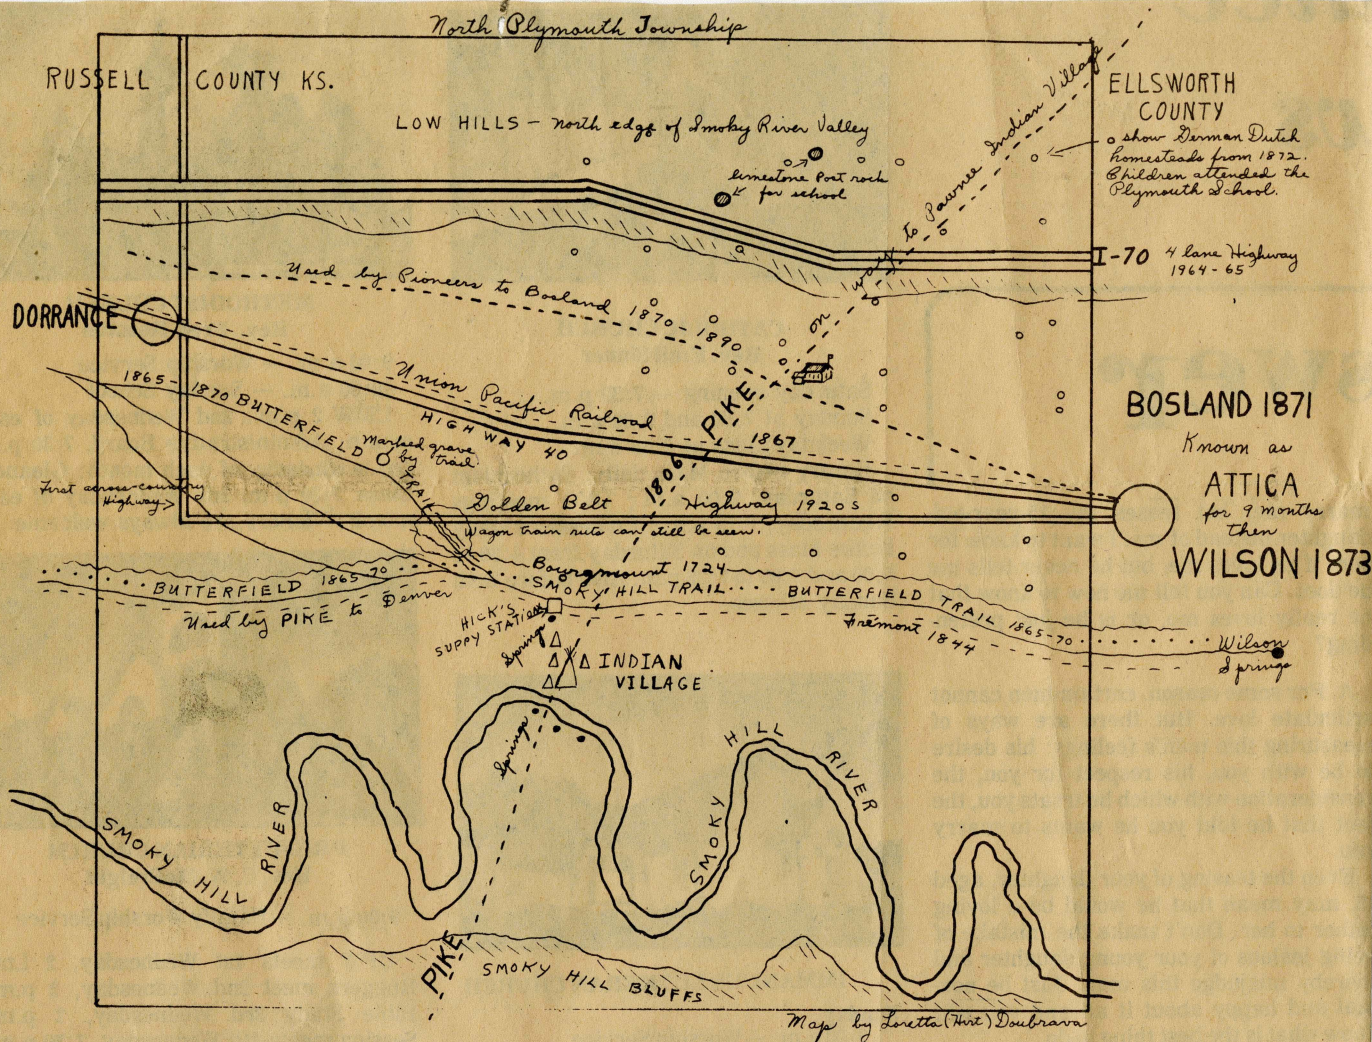 North Plymouth Township
RUSSELL COUNTY KS.
ELLSWORTH
COUNTY
LOW HILLS – north edge of Smoky River Valley
o show German Dutch
homesteads from 1872.
Children attended the
Plymouth School.
limestone Post rock
for school
on way to Pawnee Indian Village
I-70
4 lane Highway
1964-65
Used by Pioneers to Bosland 1870-1890
DORRANCE
Union Pacific Railroad 1867
HIGHWAY 40
1865-1870 BUTTERFIELD TRAIL
Marked grave
by trail
First across-country
Highway
Golden Belt Highway 1920s
1806 PIKE
BOSLAND 1871
Known as
ATTICA
for 9 months
then
WILSON 1873
Wagon train ruts can still be seen.
Bourgmount 1724
SMOKY HILL TRAIL
BUTTERFIELD 1865-70
BUTTERFIELD TRAIL 1865-70
Used by PIKE to Denver
Fremont 1844
Wilson
Springs
HICK'S
SUPPY STATION
Springs
INDIAN
VILLAGE
Springs
SMOKY HILL RIVER
SMOKY HILL RIVER
PIKE
SMOKY HILL BLUFFS
Map by Loretta (Hirt) Doubrava